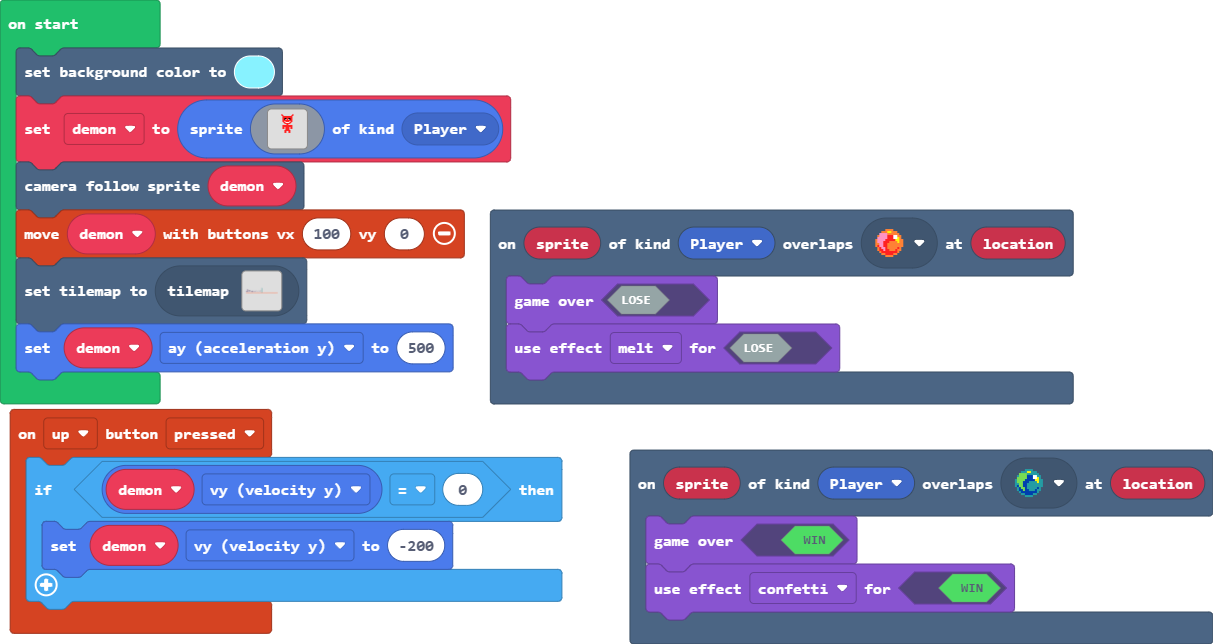 on start
set background color to
set demon to sprite of kind Player
camera follow sprite demon
move demon with buttons vx 100 vy 0
set tilemap to tilemap
set demon ay (acceleration y) to 500
on sprite of kind Player overlaps at location
game over LOSE
use effect melt for LOSE
on up button pressed
if demon vy (velocity y) = 0 then
set demon vy (velocity y) to -200
on sprite of kind Player overlaps at location
game over WIN
use effect confetti for WIN